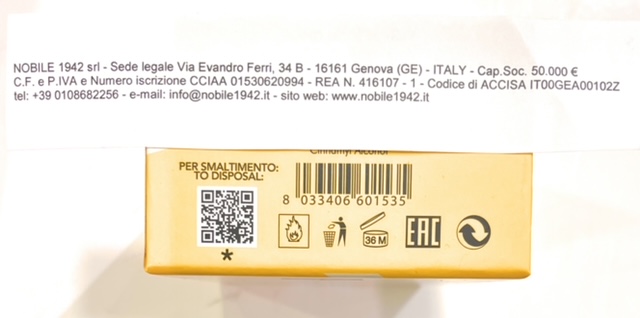 NOBILE 1942 srl - Sede legale Via Evandro Ferri, 34 B - 16161 Genova (GE) - ITALY - Cap.Soc. 50.000 €
C.F. e P.IVA e Numero iscrizione CCIAA 01530620994 - REA N. 416107 - 1 - Codice di ACCISA IT00GEA00102Z
tel: +39 0108682256 - e-mail: info@nobile1942.it - sito web: www.nobile1942.it
Cinnamyl Alcohol
PER SMALTIMENTO:
TO DISPOSAL:
8 033406 601535
36 M
EAC
*